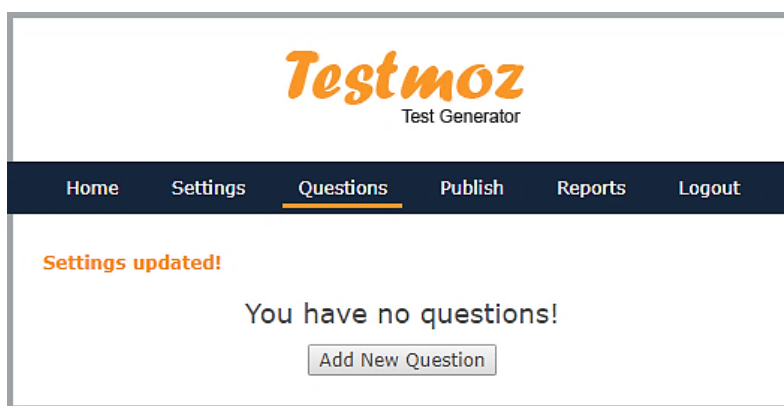 Testmoz
Test Generator
Home Settings Questions Publish Reports Logout
Settings updated!
You have no questions!
Add New Question